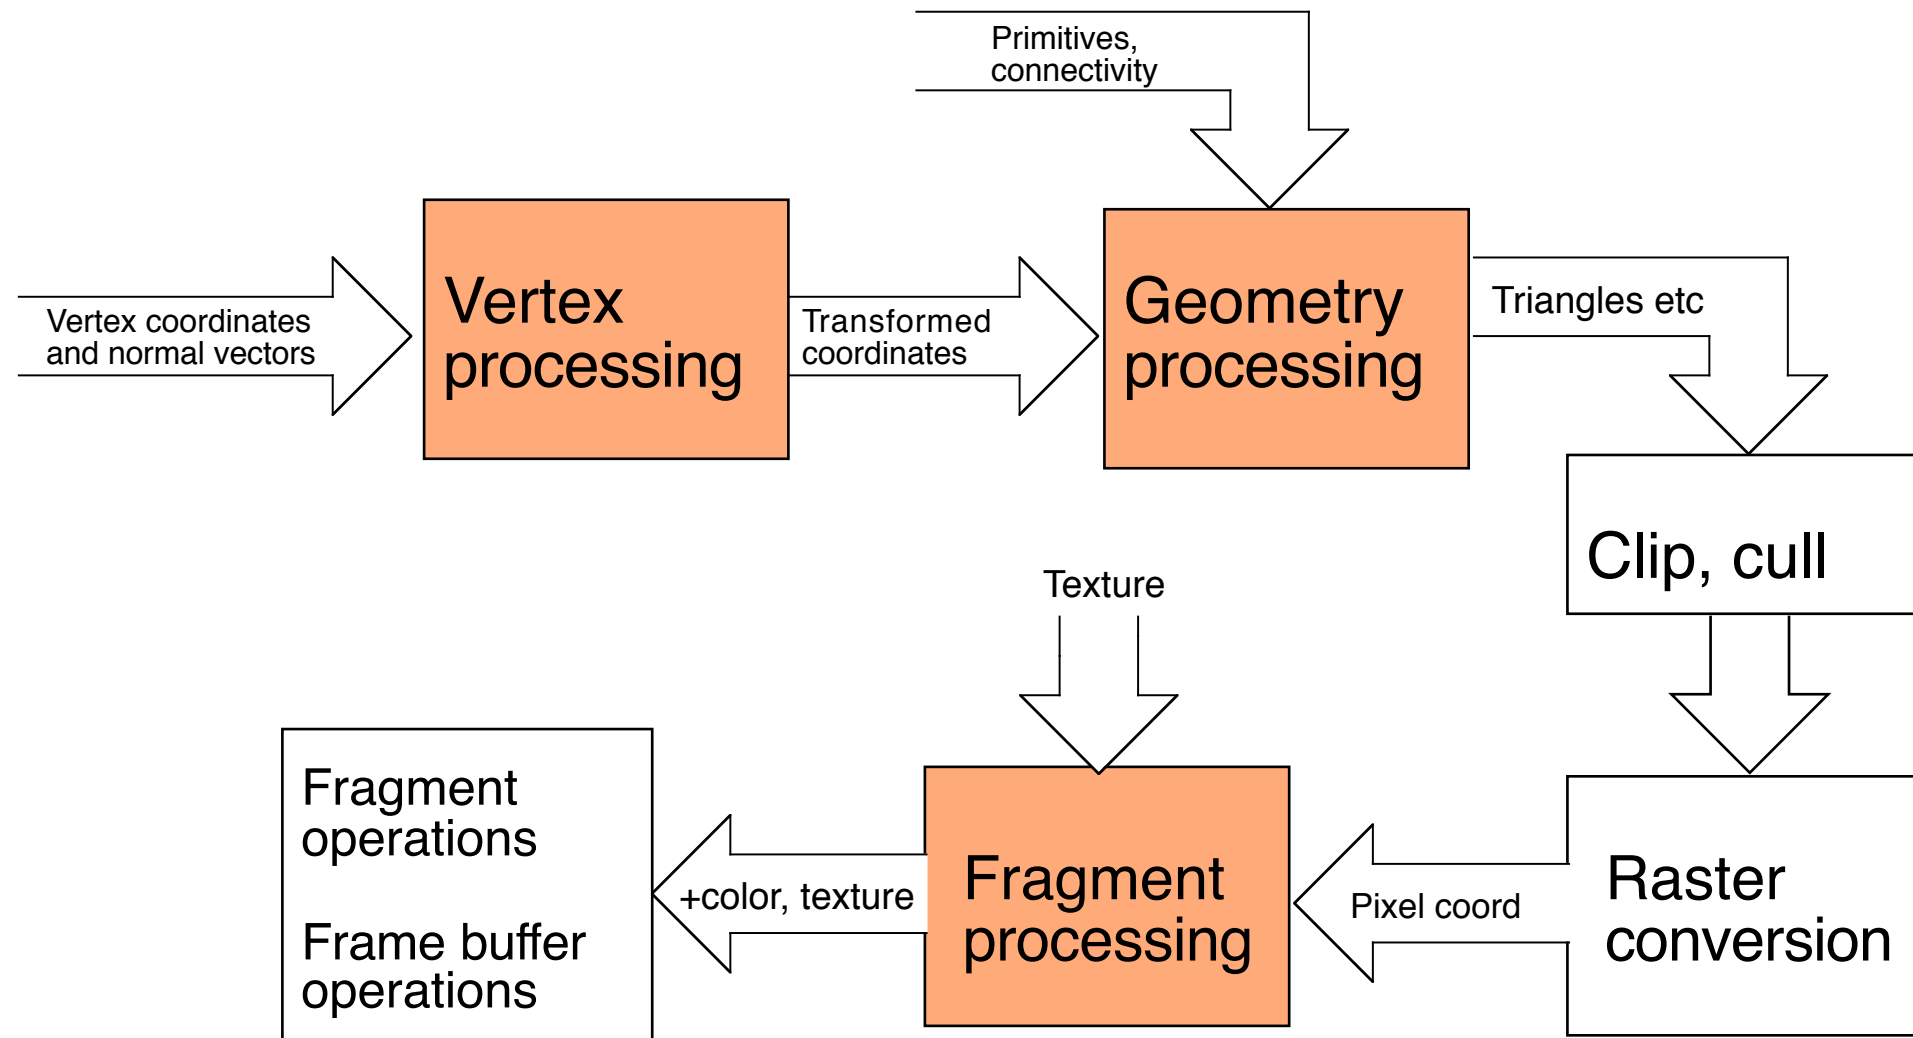 Primitives,
connectivity
Vertex coordinates
and normal vectors
Vertex
processing
Transformed
coordinates
Geometry
processing
Triangles etc
Clip, cull
Texture
Raster
conversion
Pixel coord
Fragment
processing
+color, texture
Fragment
operations
Frame buffer
operations